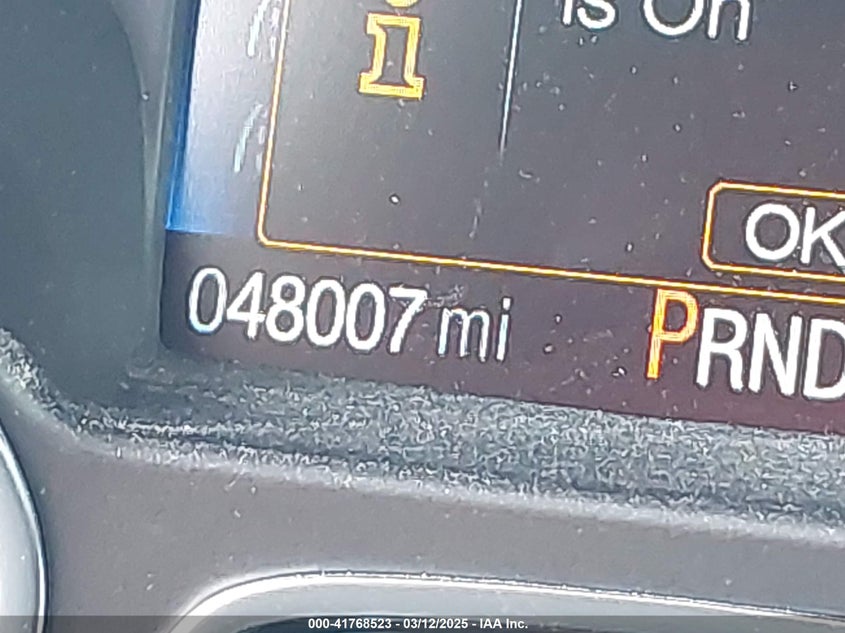 is On
OK
048007 mi
PRND
000-41768523 - 03/12/2025 - IAA Inc.